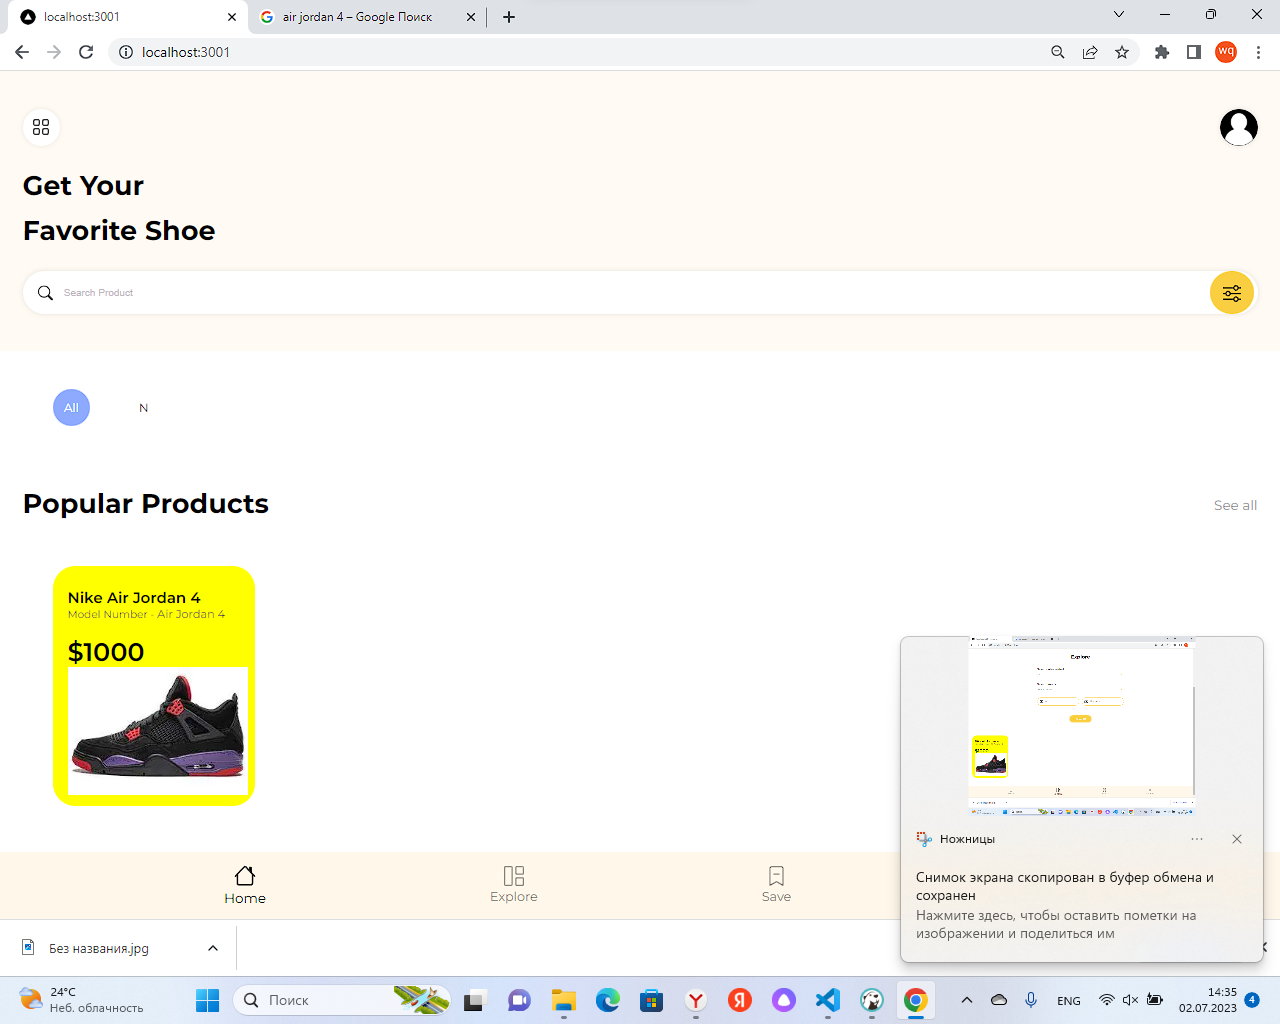 localhost:3001
air jordan 4 – Google Поиск
localhost:3001
wq
Get Your
Favorite Shoe
Search Product
All
N
Popular Products
See all
Nike Air Jordan 4
Model Number - Air Jordan 4
$1000
Explore
Ножницы
Снимок экрана скопирован в буфер обмена и
сохранен
Нажмите здесь, чтобы оставить пометки на
изображении и поделиться им
Home
Explore
Save
Без названия.jpg
24°C
Неб. облачность
Поиск
ENG
14:35
02.07.2023
4